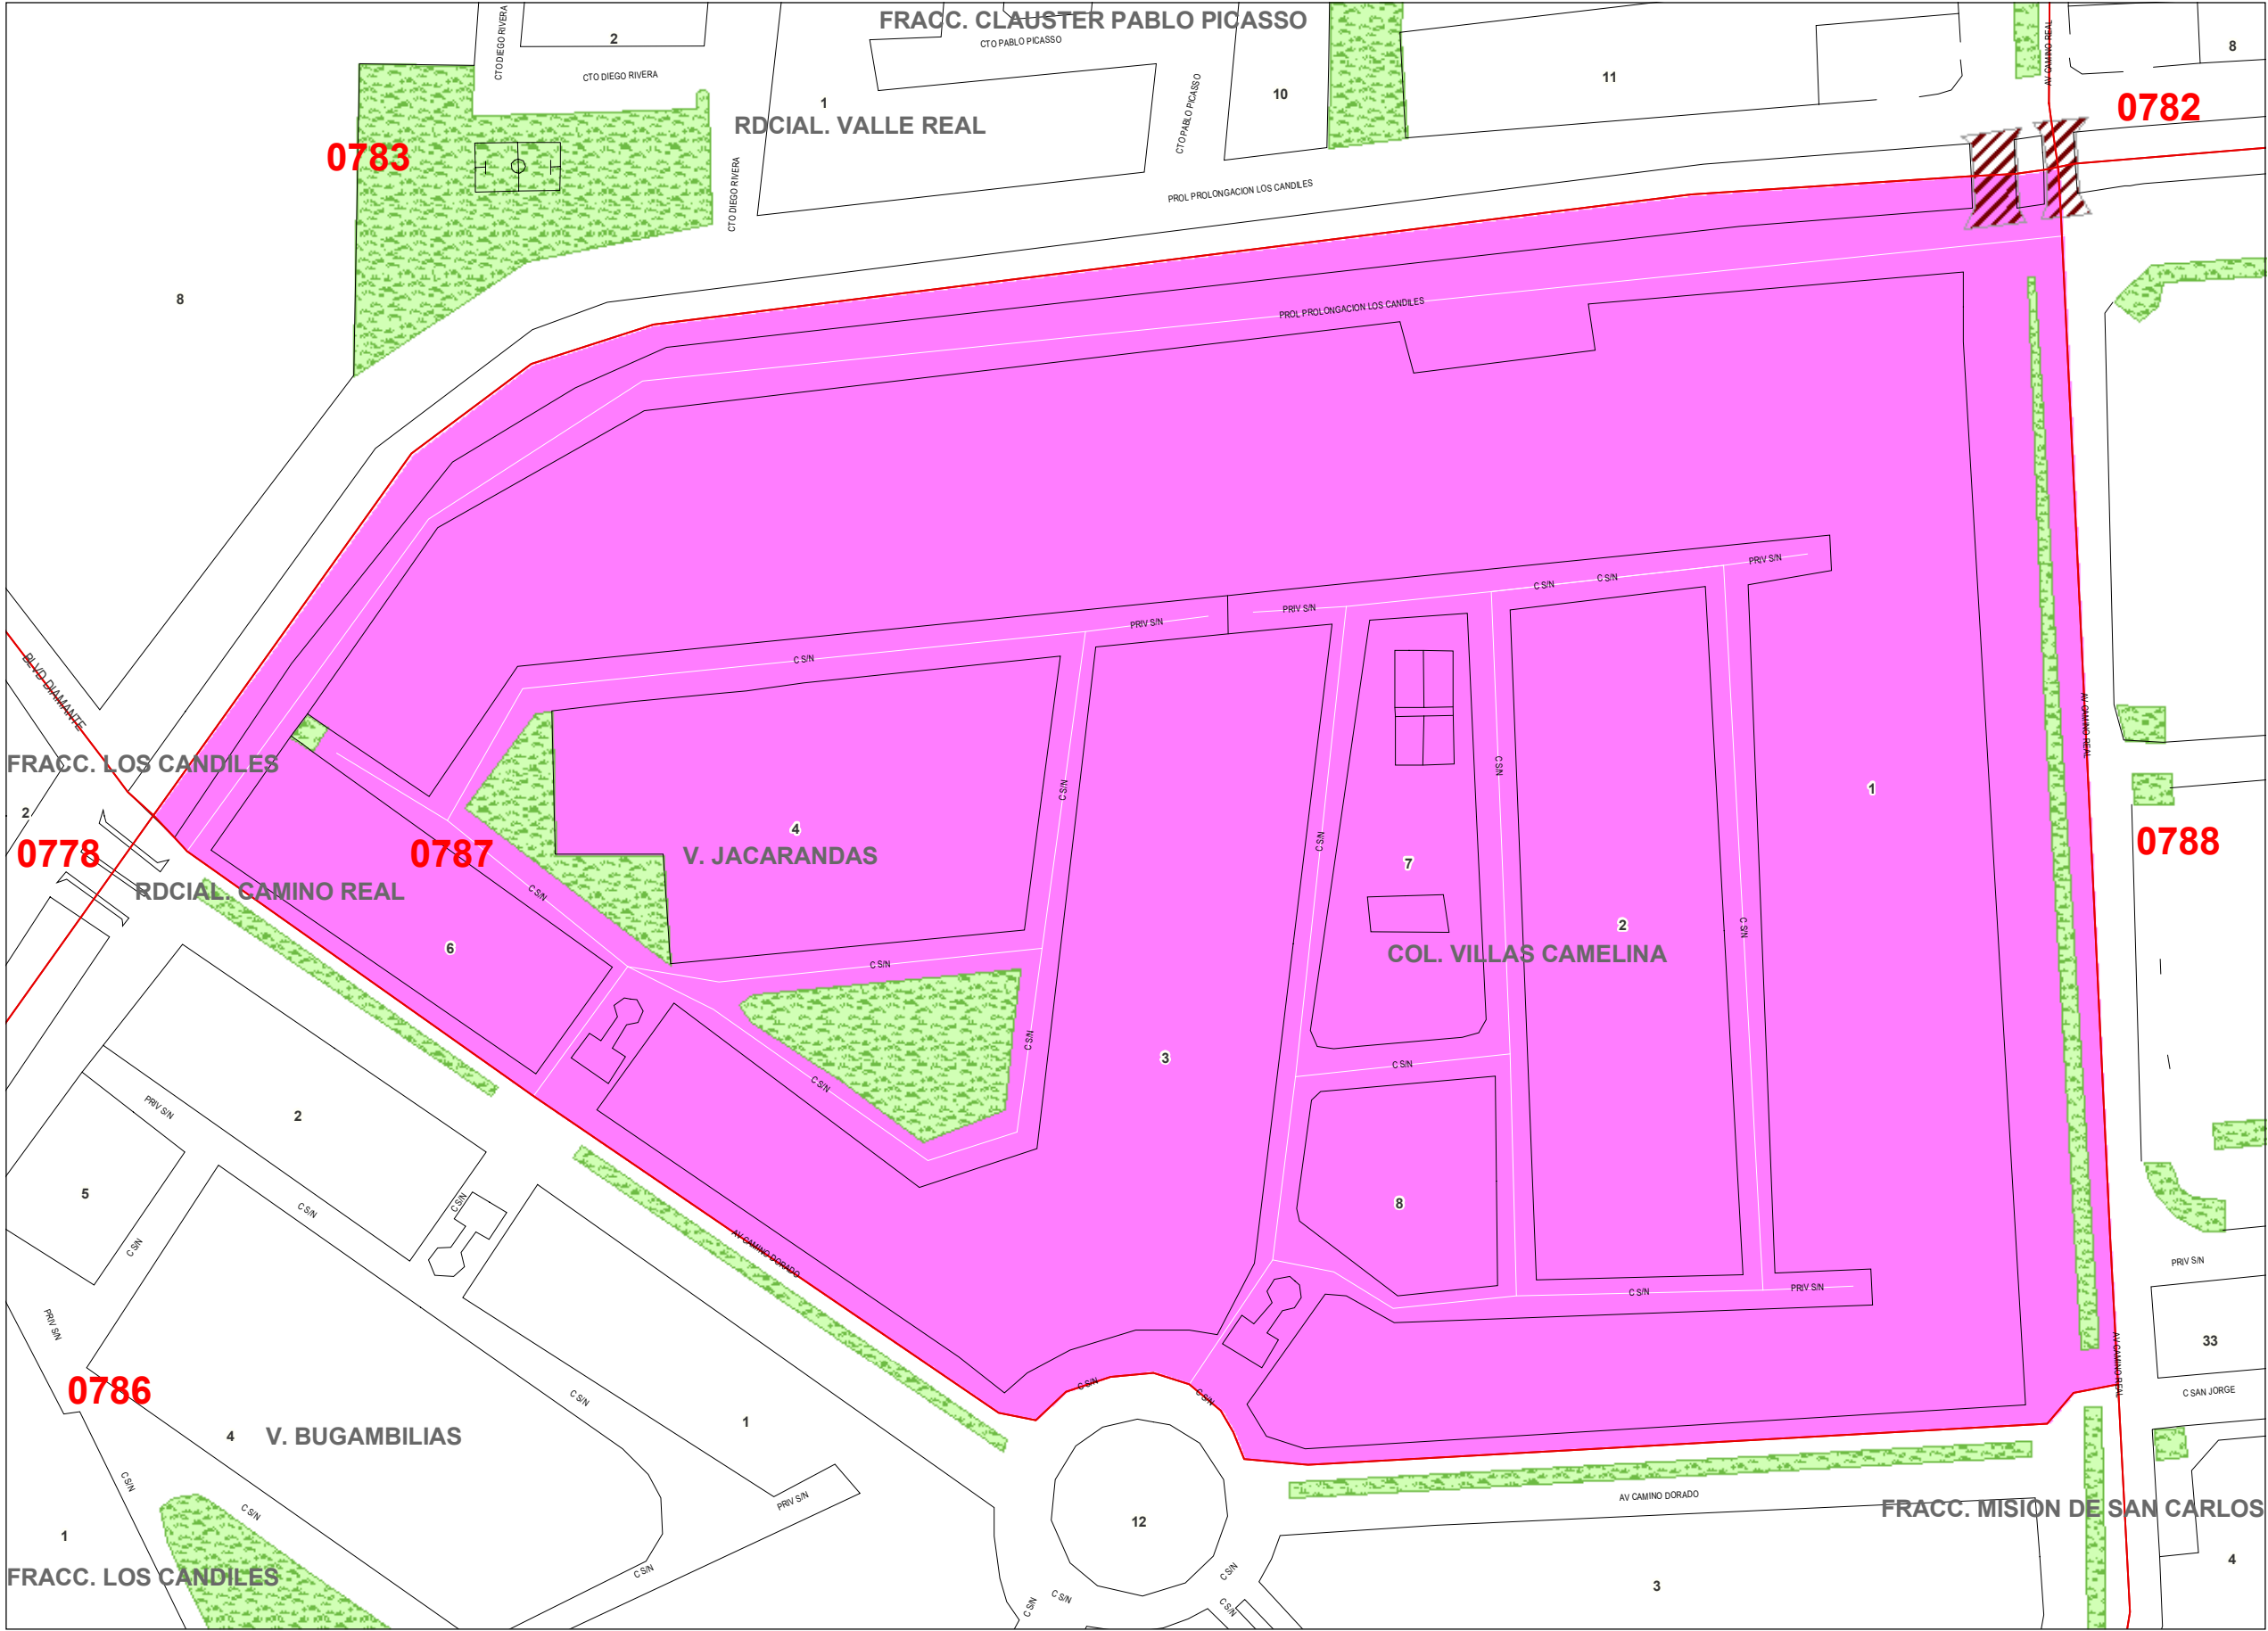 FRACC. CLAUSTER PABLO PICASSO
CTO DIEGO RIVERA
2
CTO PABLO PICASSO
AV CAMINO REAL
8
CTO DIEGO RIVERA
11
10
1
0782
CTO PABLO PICASSO
RDCIAL. VALLE REAL
0783
CTO DIEGO RIVERA
PROL PROLONGACION LOS CANDILES
8
PROL PROLONGACION LOS CANDILES
PRIV S/N
C S/N
C S/N
PRIV S/N
PRIV S/N
C S/N
BLVD DIAMANTE
AV CAMINO REAL
FRACC. LOS CANDILES
C S/N
C S/N
1
2
4
C S/N
0778
0787
V. JACARANDAS
7
0788
RDCIAL. CAMINO REAL
C S/N
C S/N
2
6
COL. VILLAS CAMELINA
C S/N
C S/N
3
C S/N
C S/N
PRIV S/N
2
5
C S/N
C S/N
8
C S/N
AV CAMINO DORADO
PRIV S/N
C S/N
PRIV S/N
C S/N
PRIV S/N
33
AV CAMINO REAL
0786
C S/N
C S/N
C S/N
C SAN JORGE
1
4
V. BUGAMBILIAS
C S/N
PRIV S/N
AV CAMINO DORADO
C S/N
FRACC. MISION DE SAN CARLOS
12
1
4
FRACC. LOS CANDILES
C S/N
C S/N
3
C S/N
C S/N
C S/N